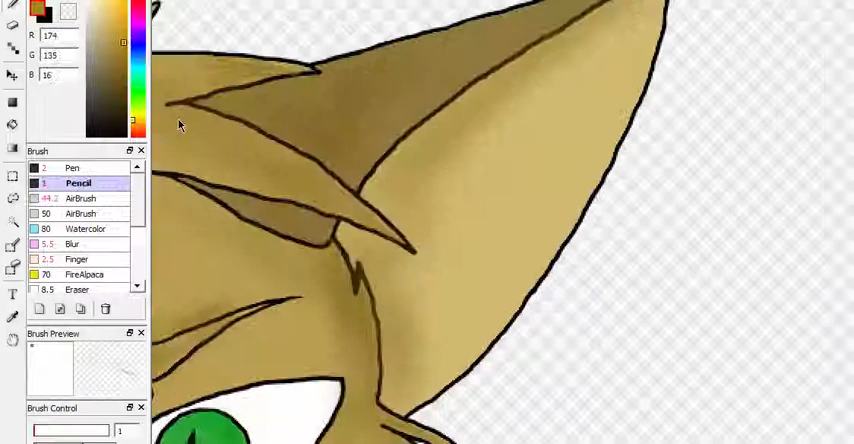 R 174
G 135
B 16
Brush
2 Pen
1 Pencil
44.2 AirBrush
50 AirBrush
80 Watercolor
5.5 Blur
2.5 Finger
70 FireAlpaca
8.5 Eraser
T
Brush Preview
Brush Control
1